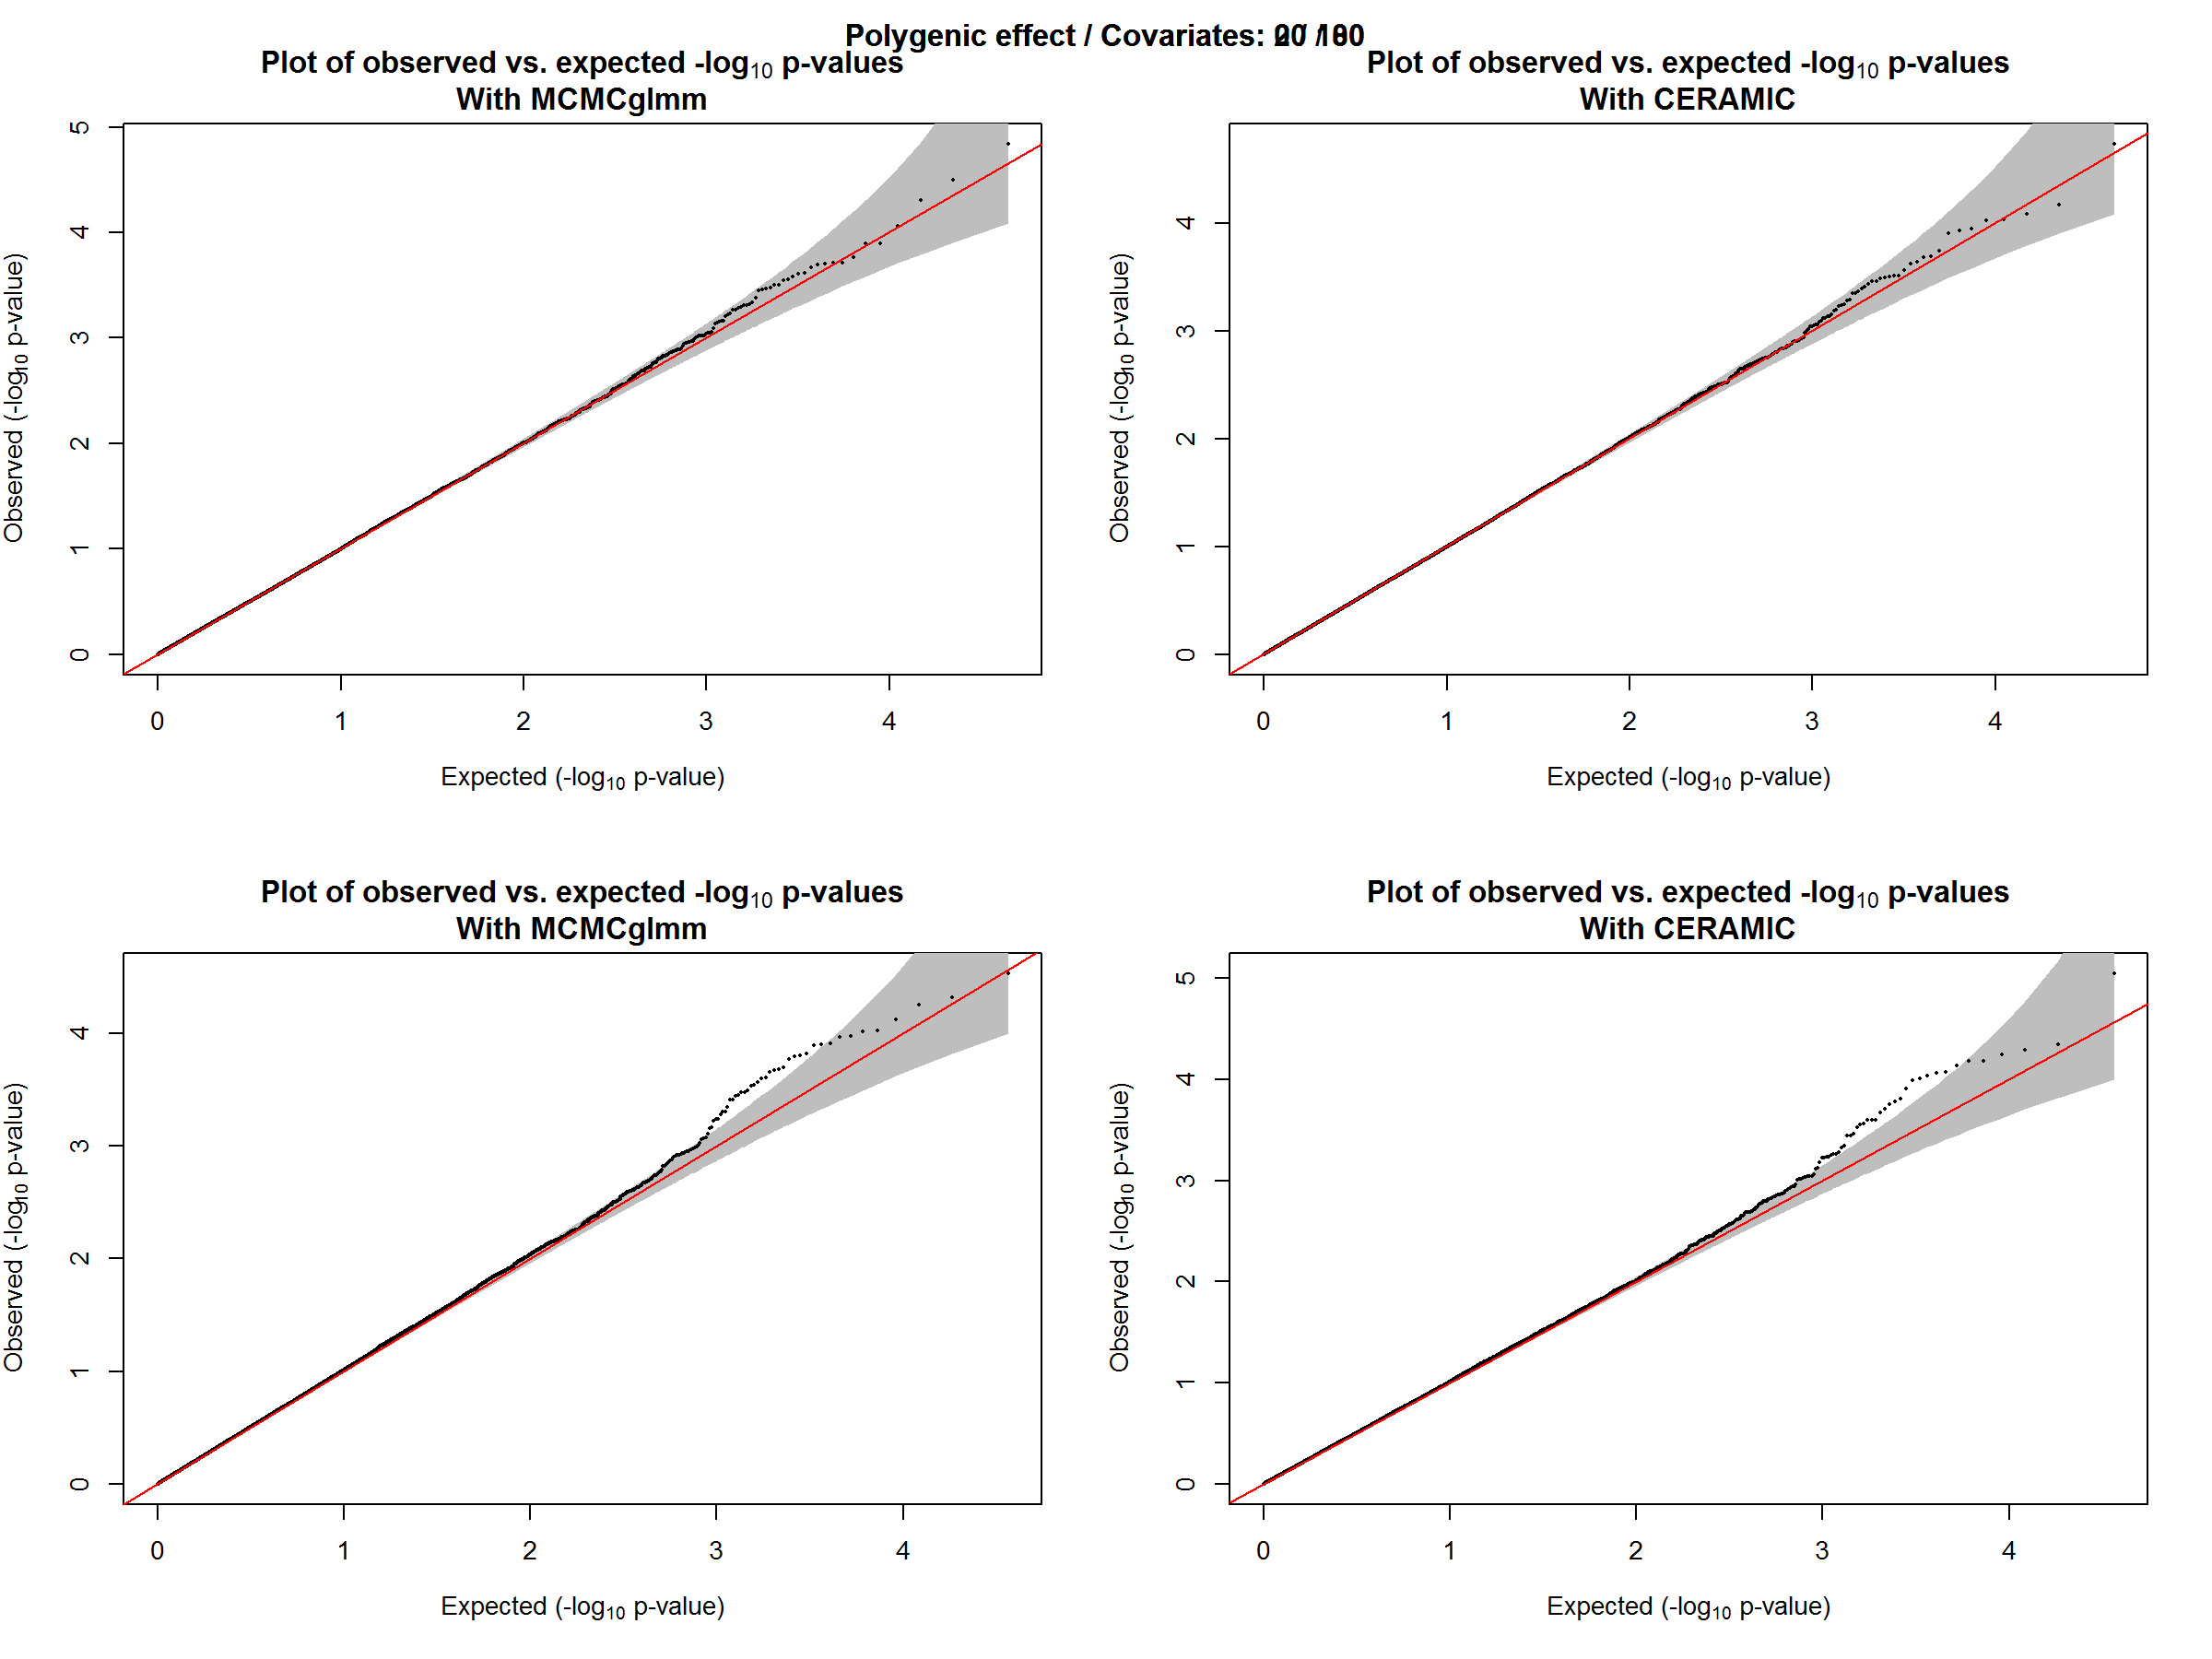 Polygenic effect / Covariates:
Plot of observed vs. expected -log10 p-values
With MCMCglmm
Plot of observed vs. expected -log10 p-values
With CERAMIC
Observed (-log10 p-value)
5
4
3
2
1
0
0 1 2 3 4
Expected (-log10 p-value)
Observed (-log10 p-value)
4
3
2
1
0
0 1 2 3 4
Expected (-log10 p-value)
Plot of observed vs. expected -log10 p-values
With MCMCglmm
Plot of observed vs. expected -log10 p-values
With CERAMIC
Observed (-log10 p-value)
4
3
2
1
0
0 1 2 3 4
Expected (-log10 p-value)
Observed (-log10 p-value)
5
4
3
2
1
0
0 1 2 3 4
Expected (-log10 p-value)